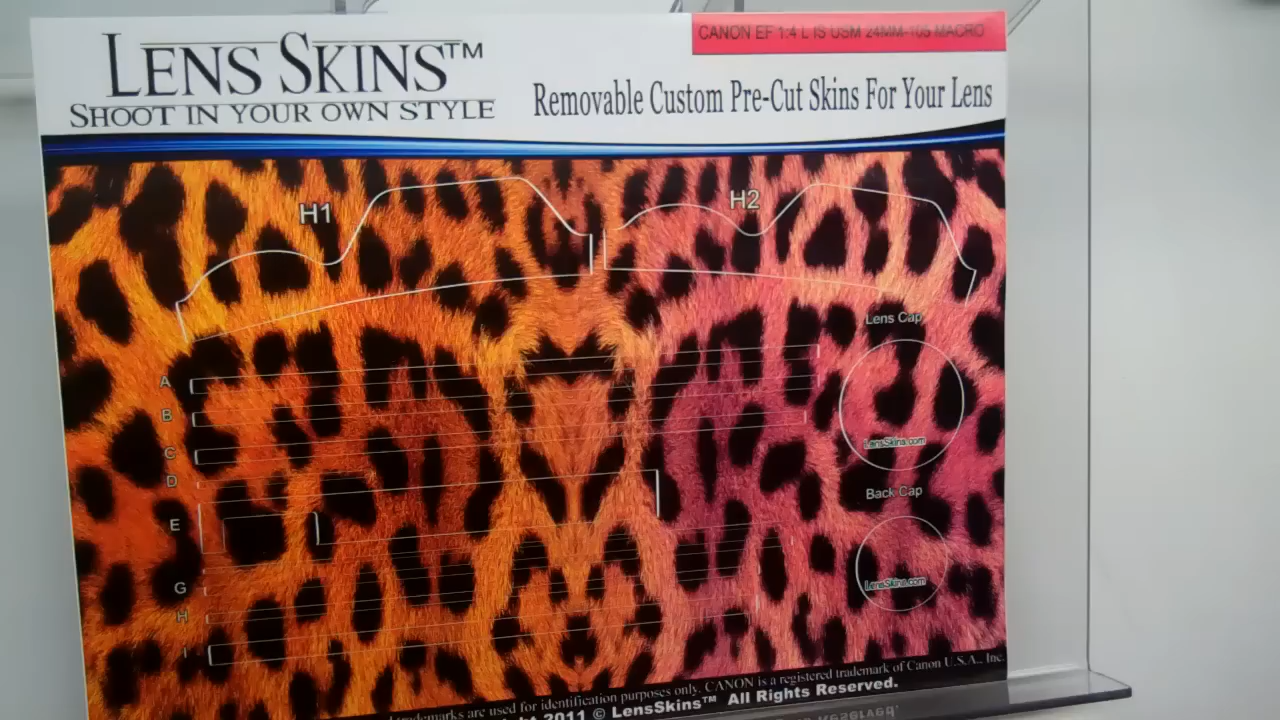 CANON EF 1:4 L IS USM 24MM-105 MACRO
LENS SKINS™
SHOOT IN YOUR OWN STYLE
Removable Custom Pre-Cut Skins For Your Lens
H1
H2
Lens Cap
A
B
C
D
E
G
H
I
LensSkins.com
Back Cap
LensSkins.com
trademarks are used for identification purposes only. CANON is a registered trademark of Canon U.S.A., Inc.
2011 © LensSkins™ All Rights Reserved.